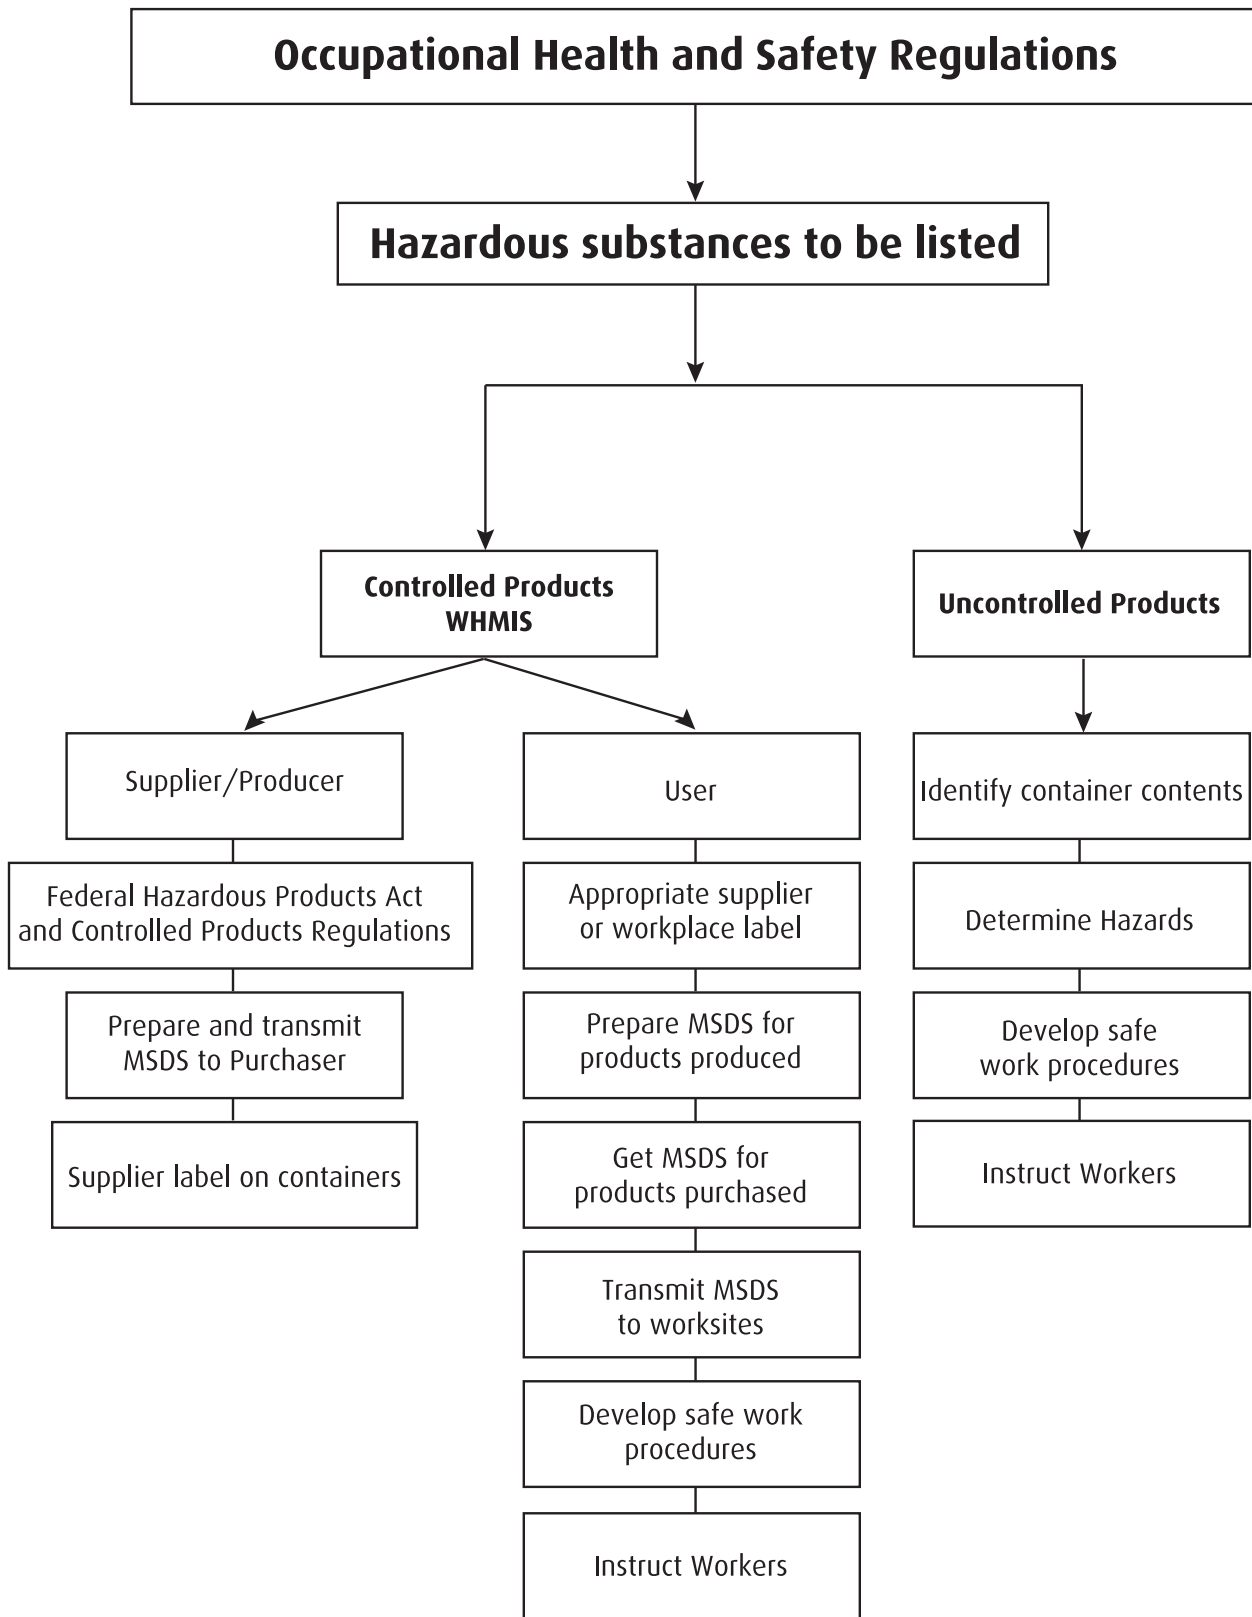 Occupational Health and Safety Regulations
Hazardous substances to be listed
Controlled Products
WHMIS
Uncontrolled Products
Supplier/Producer
User
Identify container contents
Federal Hazardous Products Act
and Controlled Products Regulations
Appropriate supplier
or workplace label
Determine Hazards
Prepare and transmit
MSDS to Purchaser
Prepare MSDS for
products produced
Develop safe
work procedures
Supplier label on containers
Get MSDS for
products purchased
Instruct Workers
Transmit MSDS
to worksites
Develop safe work
procedures
Instruct Workers